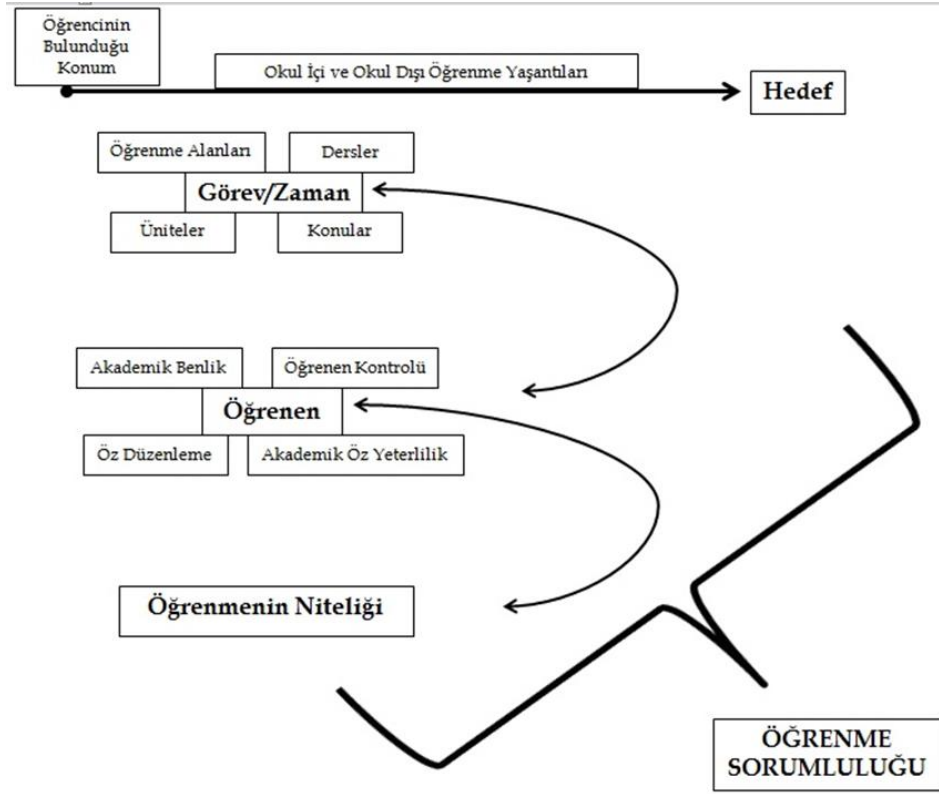 Öğrencinin
Bulunduğu
Konum
Okul İçi ve Okul Dışı Öğrenme Yaşantıları
Hedef
Öğrenme Alanları
Dersler
Görev/Zaman
Üniteler
Konular
Akademik Benlik
Öğrenen Kontrolü
Öğrenen
Öz Düzenleme
Akademik Öz Yeterlilik
Öğrenmenin Niteliği
ÖĞRENME
SORUMLULUĞU